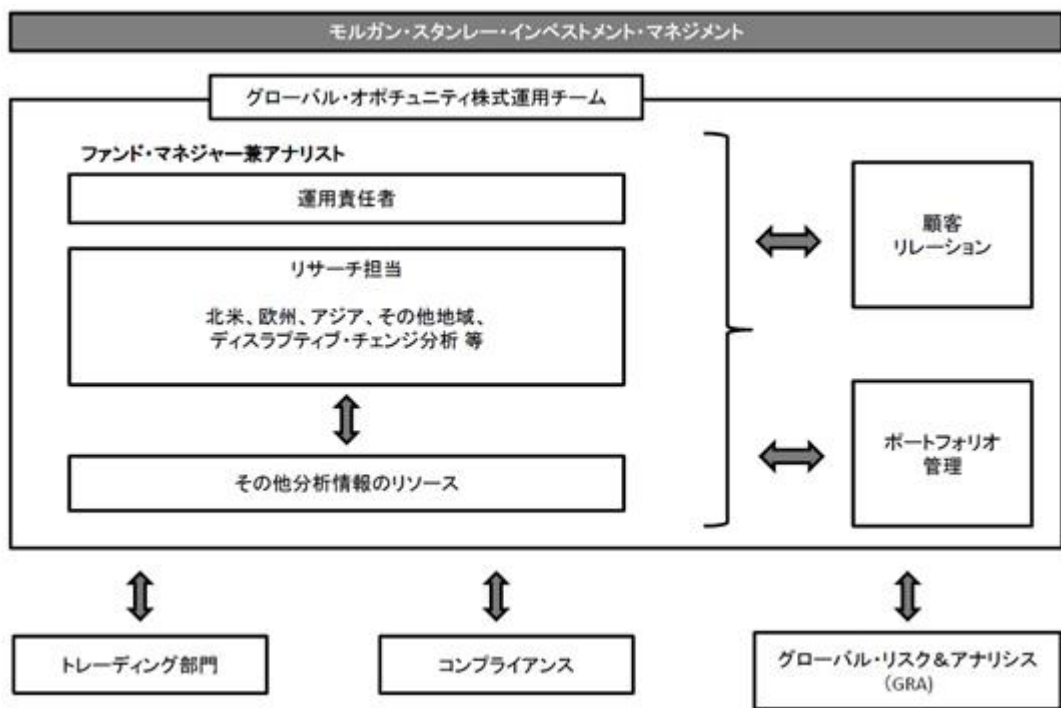 モルガン・スタンレー・インベストメント・マネジメント
グローバル・オポチュニティ株式運用チーム
ファンド・マネジャー兼アナリスト
運用責任者
リサーチ担当
北米、欧州、アジア、その他地域、
ディスラプティブ・チェンジ分析 等
その他分析情報のリソース
顧客
リレーション
ポートフォリオ
管理
トレーディング部門
コンプライアンス
グローバル・リスク&アナリシス
(GRA)